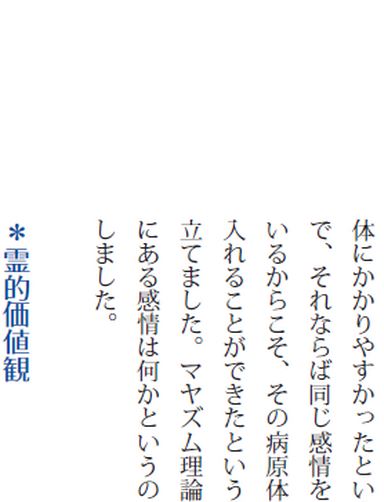 体にかかりやすかったとい
で、それならば同じ感情を
いるからこそ、その病原体
入れることができたという
立てました。マヤズム理論
にある感情は何かというの
しました。
＊霊的価値観